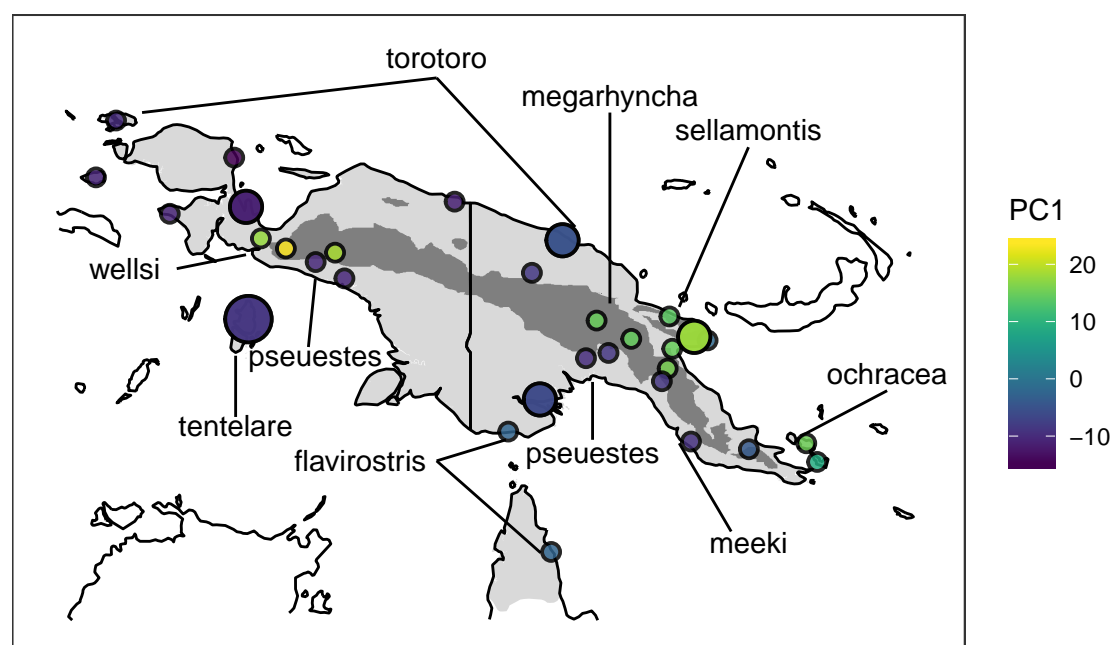 torotoro
megarhyncha
sellamontis
wellsi
pseuestes
tentelare
flavirostris
pseuestes
ochracea
meeki
PC1
20
10
0
−10